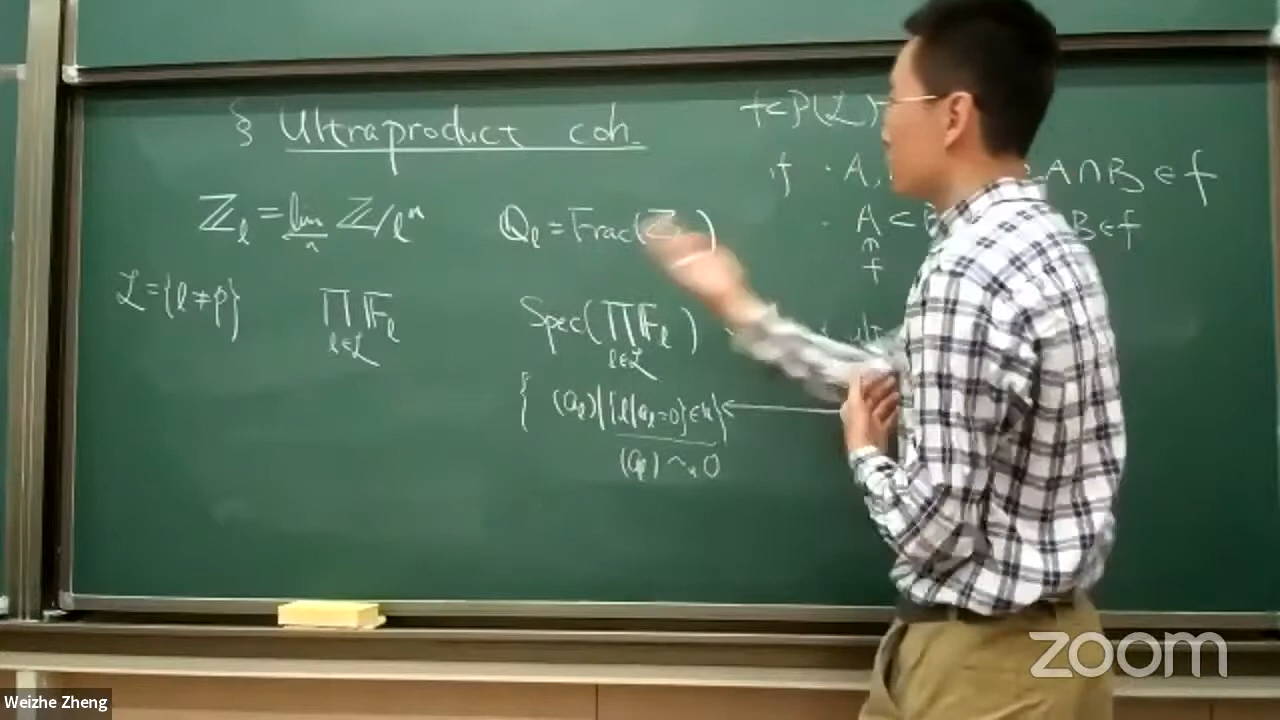 § Ultraproduct coh.
ℤ_ℓ = lim_n ℤ/ℓⁿ
ℚ_ℓ = Frac(ℤ )
ℒ = {ℓ ≠ p}
∏_{ℓ∈ℒ} 𝔽_ℓ
Spec(∏_{ℓ∈ℒ} 𝔽_ℓ)
{ (a_ℓ) | {ℓ | a_ℓ = 0} ∈ u}
(a_ℓ) ~_u 0
f ⊂ P(ℒ)
if · A, A ∩ B ∈ f
· A ⊂ B B ∈ f
∩
f
Weizhe Zheng
zoom